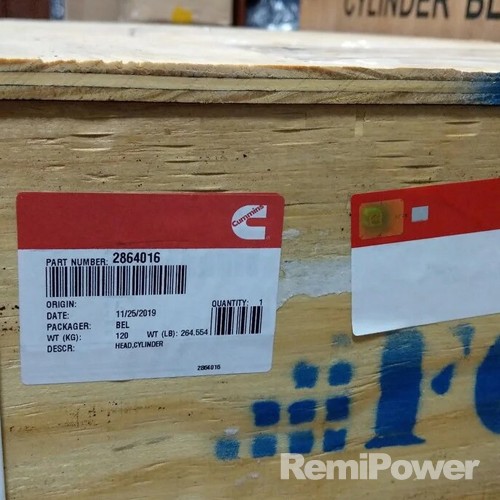 CYLINDER BE
Cummins
PART NUMBER: 2864016
ORIGIN:
DATE: 11/25/2019 QUANTITY: 1
PACKAGER: BEL
WT (KG): 120 WT (LB): 264.554
DESCR: HEAD,CYLINDER
2864016
RemiPower